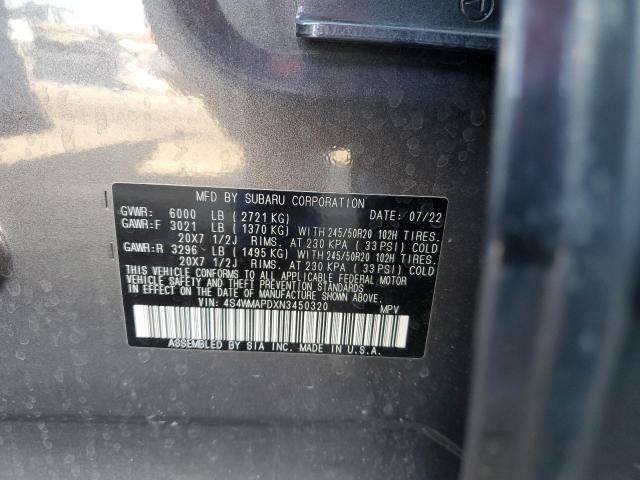 MFD BY SUBARU CORPORATION
GVWR: 6000 LB (2721 KG) DATE: 07/22
GAWR:F 3021 LB (1370 KG) WITH 245/50R20 102H TIRES.
20X7 1/2J RIMS. AT 230 KPA (33 PSI) COLD
GAWR:R 3296 LB (1495 KG) WITH 245/50R20 102H TIRES.
20X7 1/2J RIMS. AT 230 KPA (33 PSI) COLD
THIS VEHICLE CONFORMS TO ALL APPLICABLE FEDERAL MOTOR
VEHICLE SAFETY AND THEFT PREVENTION STANDARDS IN
EFFECT ON THE DATE OF MANUFACTURE SHOWN ABOVE.
VIN: 4S4WMAPDXN3450320 MPV
ASSEMBLED BY SIA INC. MADE IN U.S.A.